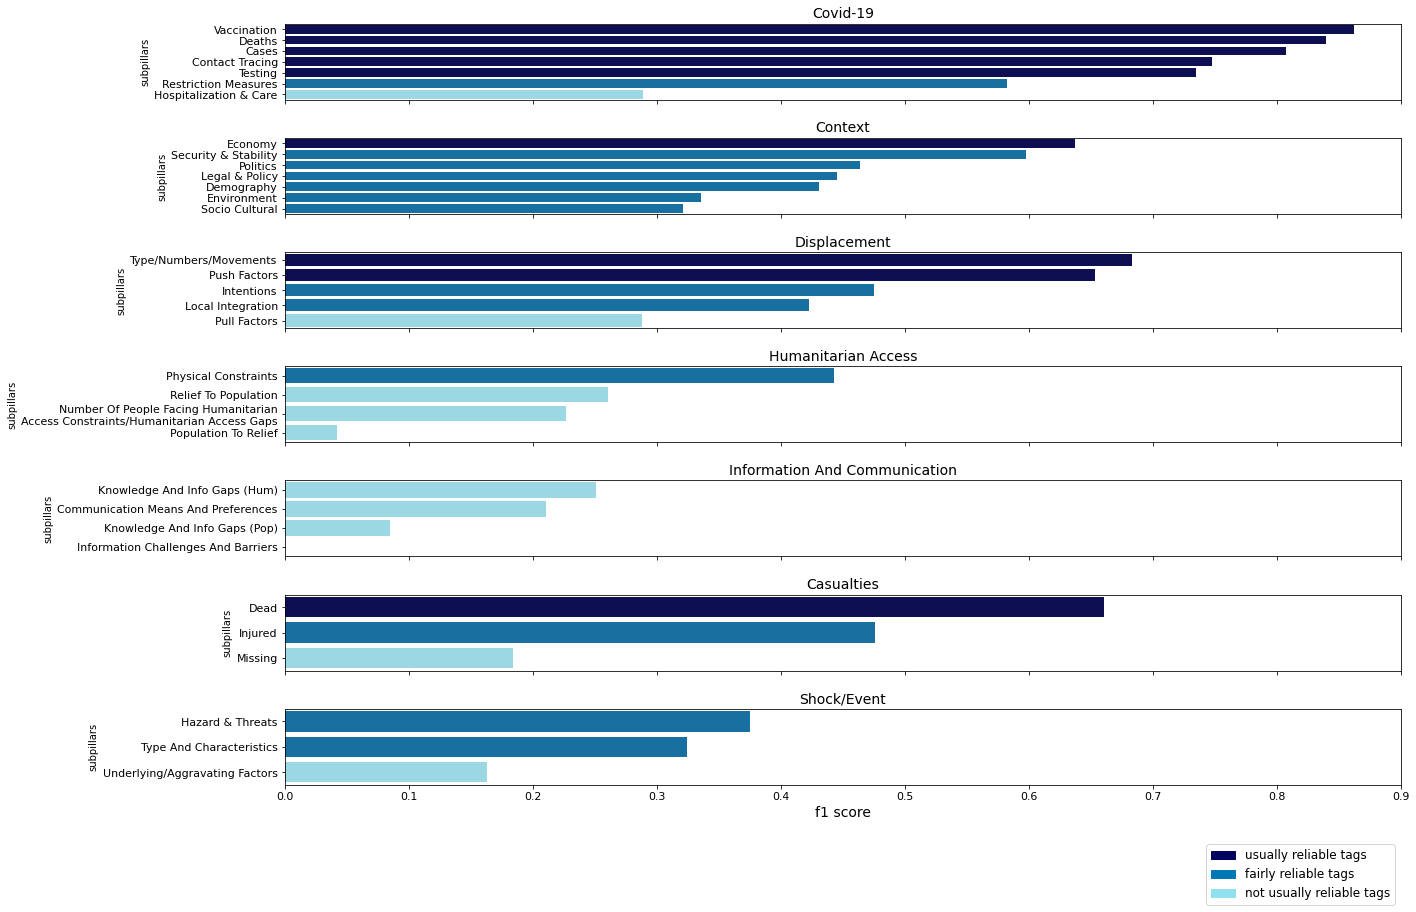 Covid-19
subpillars
Vaccination
Deaths
Cases
Contact Tracing
Testing
Restriction Measures
Hospitalization & Care
Context
subpillars
Economy
Security & Stability
Politics
Legal & Policy
Demography
Environment
Socio Cultural
Displacement
subpillars
Type/Numbers/Movements
Push Factors
Intentions
Local Integration
Pull Factors
Humanitarian Access
subpillars
Physical Constraints
Relief To Population
Number Of People Facing Humanitarian
Access Constraints/Humanitarian Access Gaps
Population To Relief
Information And Communication
subpillars
Knowledge And Info Gaps (Hum)
Communication Means And Preferences
Knowledge And Info Gaps (Pop)
Information Challenges And Barriers
Casualties
subpillars
Dead
Injured
Missing
Shock/Event
subpillars
Hazard & Threats
Type And Characteristics
Underlying/Aggravating Factors
0.0 0.1 0.2 0.3 0.4 0.5 0.6 0.7 0.8 0.9
f1 score
usually reliable tags
fairly reliable tags
not usually reliable tags